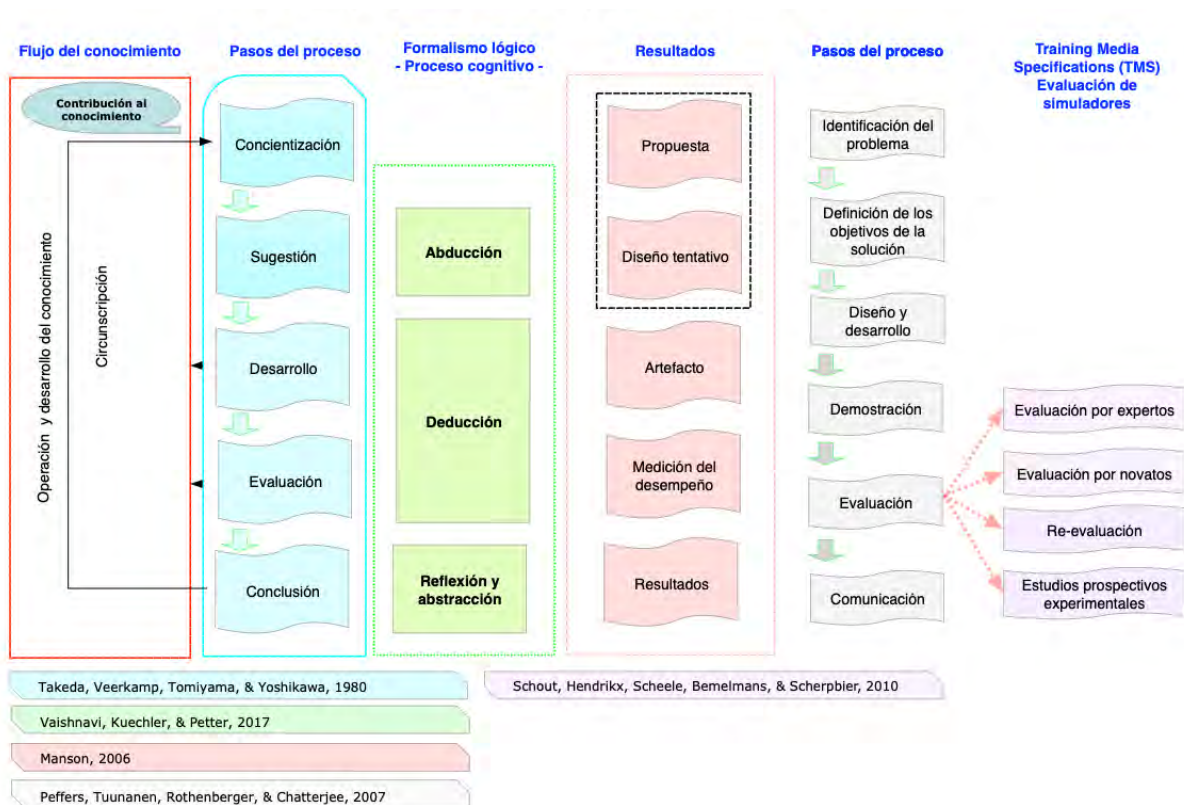 Flujo del conocimiento
Pasos del proceso
Formalismo lógico
- Proceso cognitivo -
Resultados
Pasos del proceso
Training Media
Specifications (TMS)
Evaluación de
simuladores
Contribución al
conocimiento
Operación y desarrollo del conocimiento
Circunscripción
Concientización
Sugestión
Desarrollo
Evaluación
Conclusión
Abducción
Deducción
Reflexión y
abstracción
Propuesta
Diseño tentativo
Artefacto
Medición del
desempeño
Resultados
Identificación del
problema
Definición de los
objetivos de la
solución
Diseño y
desarrollo
Demostración
Evaluación
Comunicación
Evaluación por expertos
Evaluación por novatos
Re-evaluación
Estudios prospectivos
experimentales
Takeda, Veerkamp, Tomiyama, & Yoshikawa, 1980
Schout, Hendrikx, Scheele, Bemelmans, & Scherpbier, 2010
Vaishnavi, Kuechler, & Petter, 2017
Manson, 2006
Peffers, Tuunanen, Rothenberger, & Chatterjee, 2007